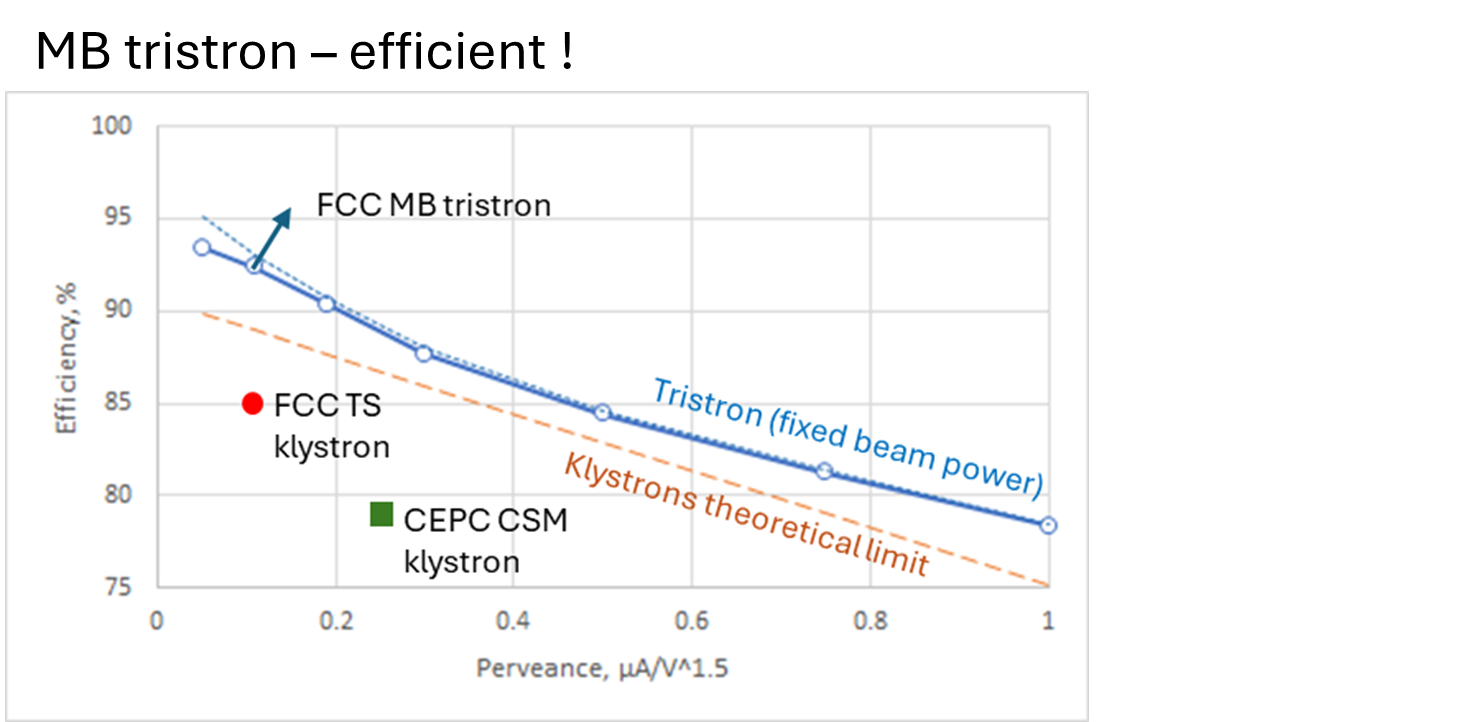 MB tristron – efficient !
100
95
90
85
80
75
Efficiency,%
FCC MB tristron
FCC TS
klystron
CEPC CSM
klystron
Tristron (fixed beam power)
Klystrons theoretical limit
0 0.2 0.4 0.6 0.8 1
Perveance, µA/V^1.5